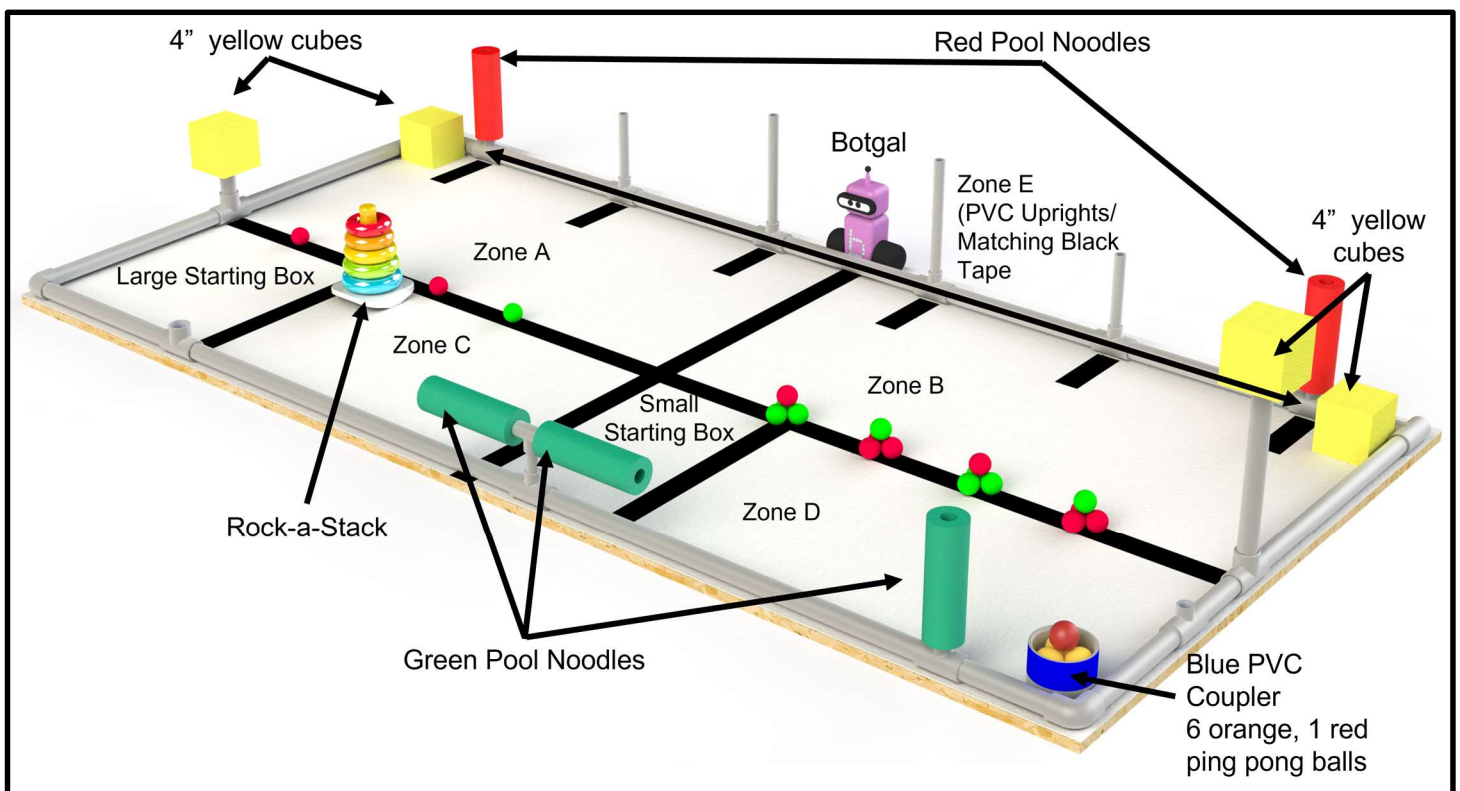 4” yellow cubes
Red Pool Noodles
Botgal
Zone E
(PVC Uprights/
Matching Black
Tape
4” yellow
cubes
Large Starting Box
Zone A
Zone C
Zone B
Small
Starting Box
Zone D
Rock-a-Stack
Green Pool Noodles
Blue PVC
Coupler
6 orange, 1 red
ping pong balls